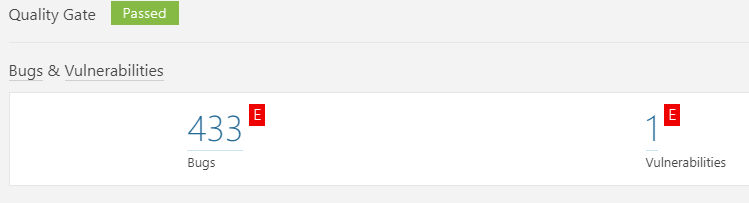 Quality Gate Passed
Bugs & Vulnerabilities
433 E 1 E
Bugs Vulnerabilities